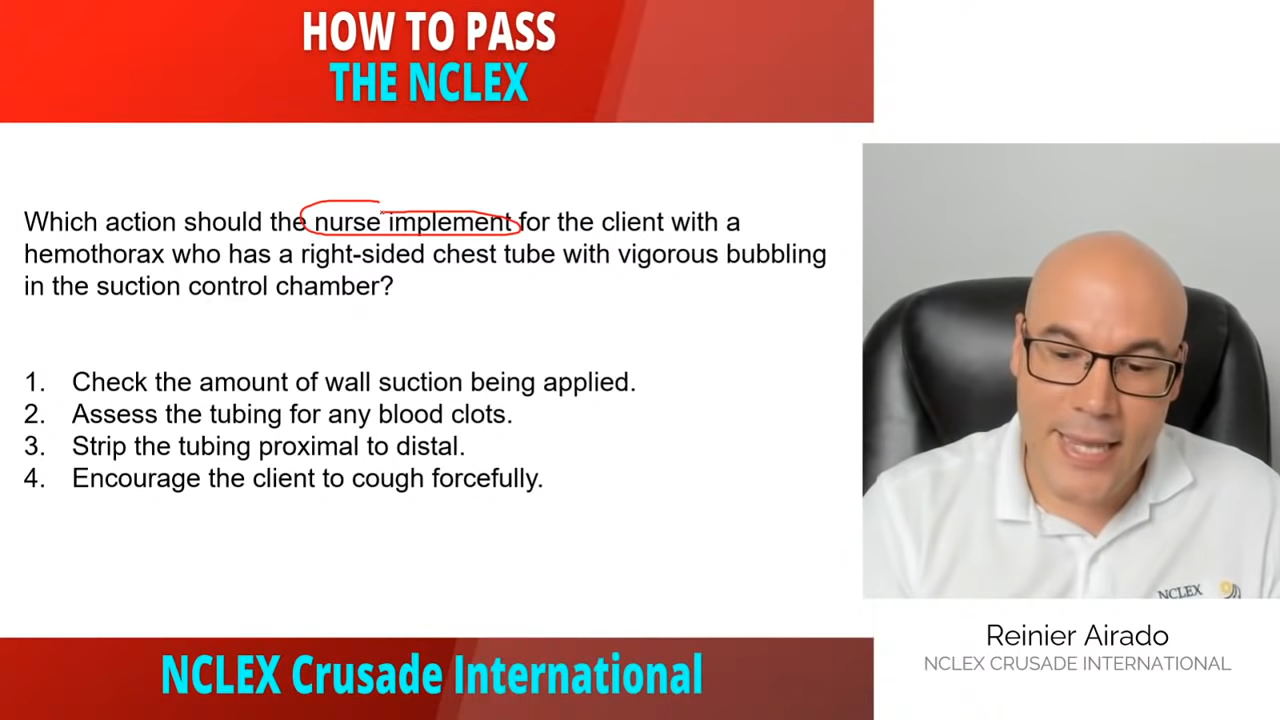 HOW TO PASS
THE NCLEX
Which action should the nurse implement for the client with a
hemothorax who has a right-sided chest tube with vigorous bubbling
in the suction control chamber?
1. Check the amount of wall suction being applied.
2. Assess the tubing for any blood clots.
3. Strip the tubing proximal to distal.
4. Encourage the client to cough forcefully.
NCLEX
Reinier Airado
NCLEX CRUSADE INTERNATIONAL
NCLEX Crusade International